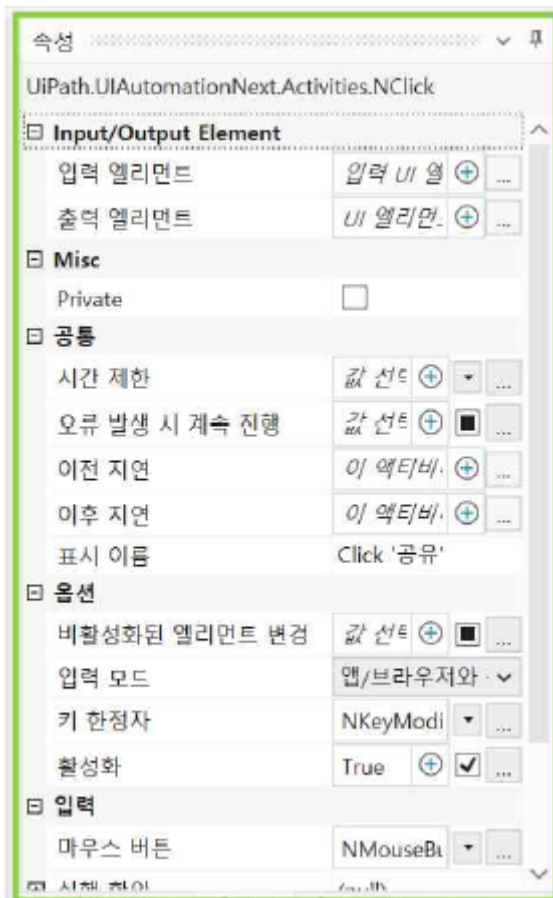 속성
UiPath.UIAutomationNext.Activities.NClick
Input/Output Element
입력 엘리먼트 입력 UI 엘 ...
출력 엘리먼트 UI 엘리먼 ...
Misc
Private
공통
시간 제한 값 선택 ...
오류 발생 시 계속 진행 값 선택 ...
이전 지연 이 액티비 ...
이후 지연 이 액티비 ...
표시 이름 Click '공유'
옵션
비활성화된 엘리먼트 변경 값 선택 ...
입력 모드 앱/브라우저와
키 한정자 NKeyModi ...
활성화 True ...
입력
마우스 버튼 NMouseBu ...
실행 확인 (null)